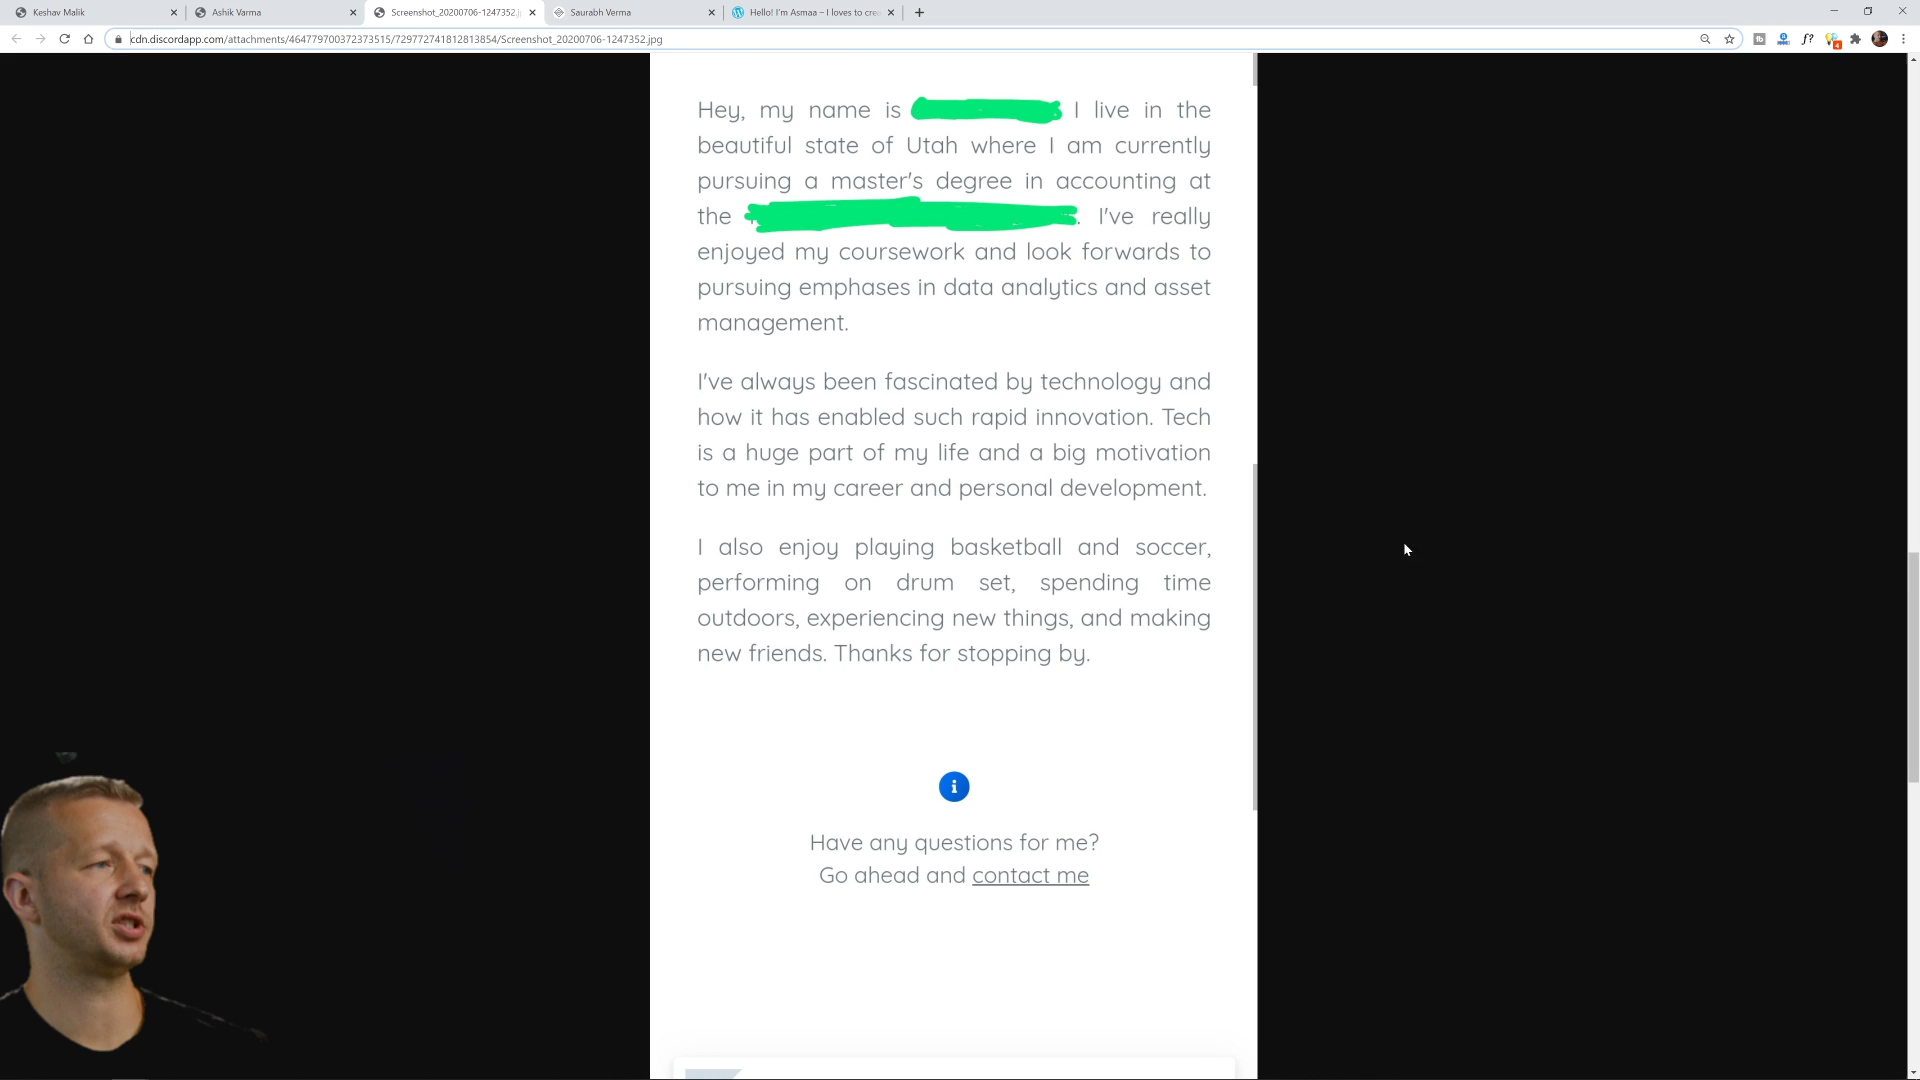 Keshav Malik
Ashik Varma
Screenshot_20200706-1247352.j
Saurabh Verma
Hello! I'm Asmaa – I loves to cre
cdn.discordapp.com/attachments/464779700372373515/729772741812813854/Screenshot_20200706-1247352.jpg
f?
4
Hey, my name is I live in the
beautiful state of Utah where I am currently
pursuing a master's degree in accounting at
the . I've really
enjoyed my coursework and look forwards to
pursuing emphases in data analytics and asset
management.
I've always been fascinated by technology and
how it has enabled such rapid innovation. Tech
is a huge part of my life and a big motivation
to me in my career and personal development.
I also enjoy playing basketball and soccer,
performing on drum set, spending time
outdoors, experiencing new things, and making
new friends. Thanks for stopping by.
i
Have any questions for me?
Go ahead and contact me